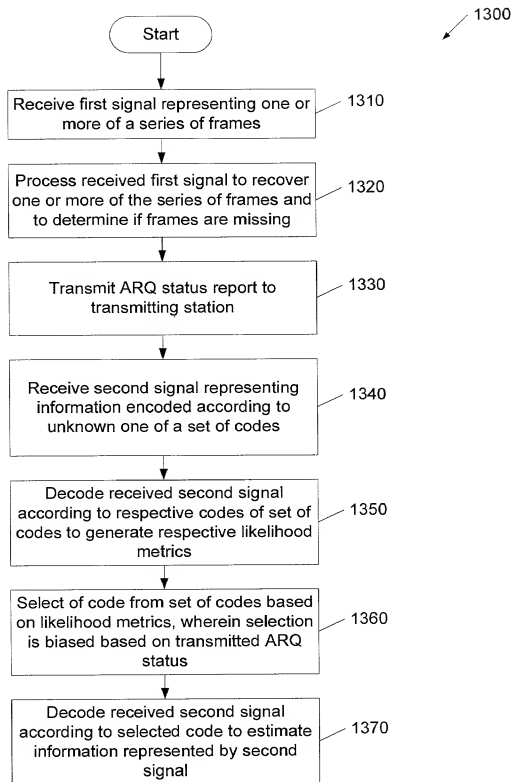 1300
Start
Receive first signal representing one or
more of a series of frames
1310
Process received first signal to recover
one or more of the series of frames and
to determine if frames are missing
1320
Transmit ARQ status report to
transmitting station
1330
Receive second signal representing
information encoded according to
unknown one of a set of codes
1340
Decode received second signal
according to respective codes of set of
codes to generate respective likelihood
metrics
1350
Select of code from set of codes based
on likelihood metrics, wherein selection
is biased based on transmitted ARQ
status
1360
Decode received second signal
according to selected code to estimate
information represented by second
signal
1370